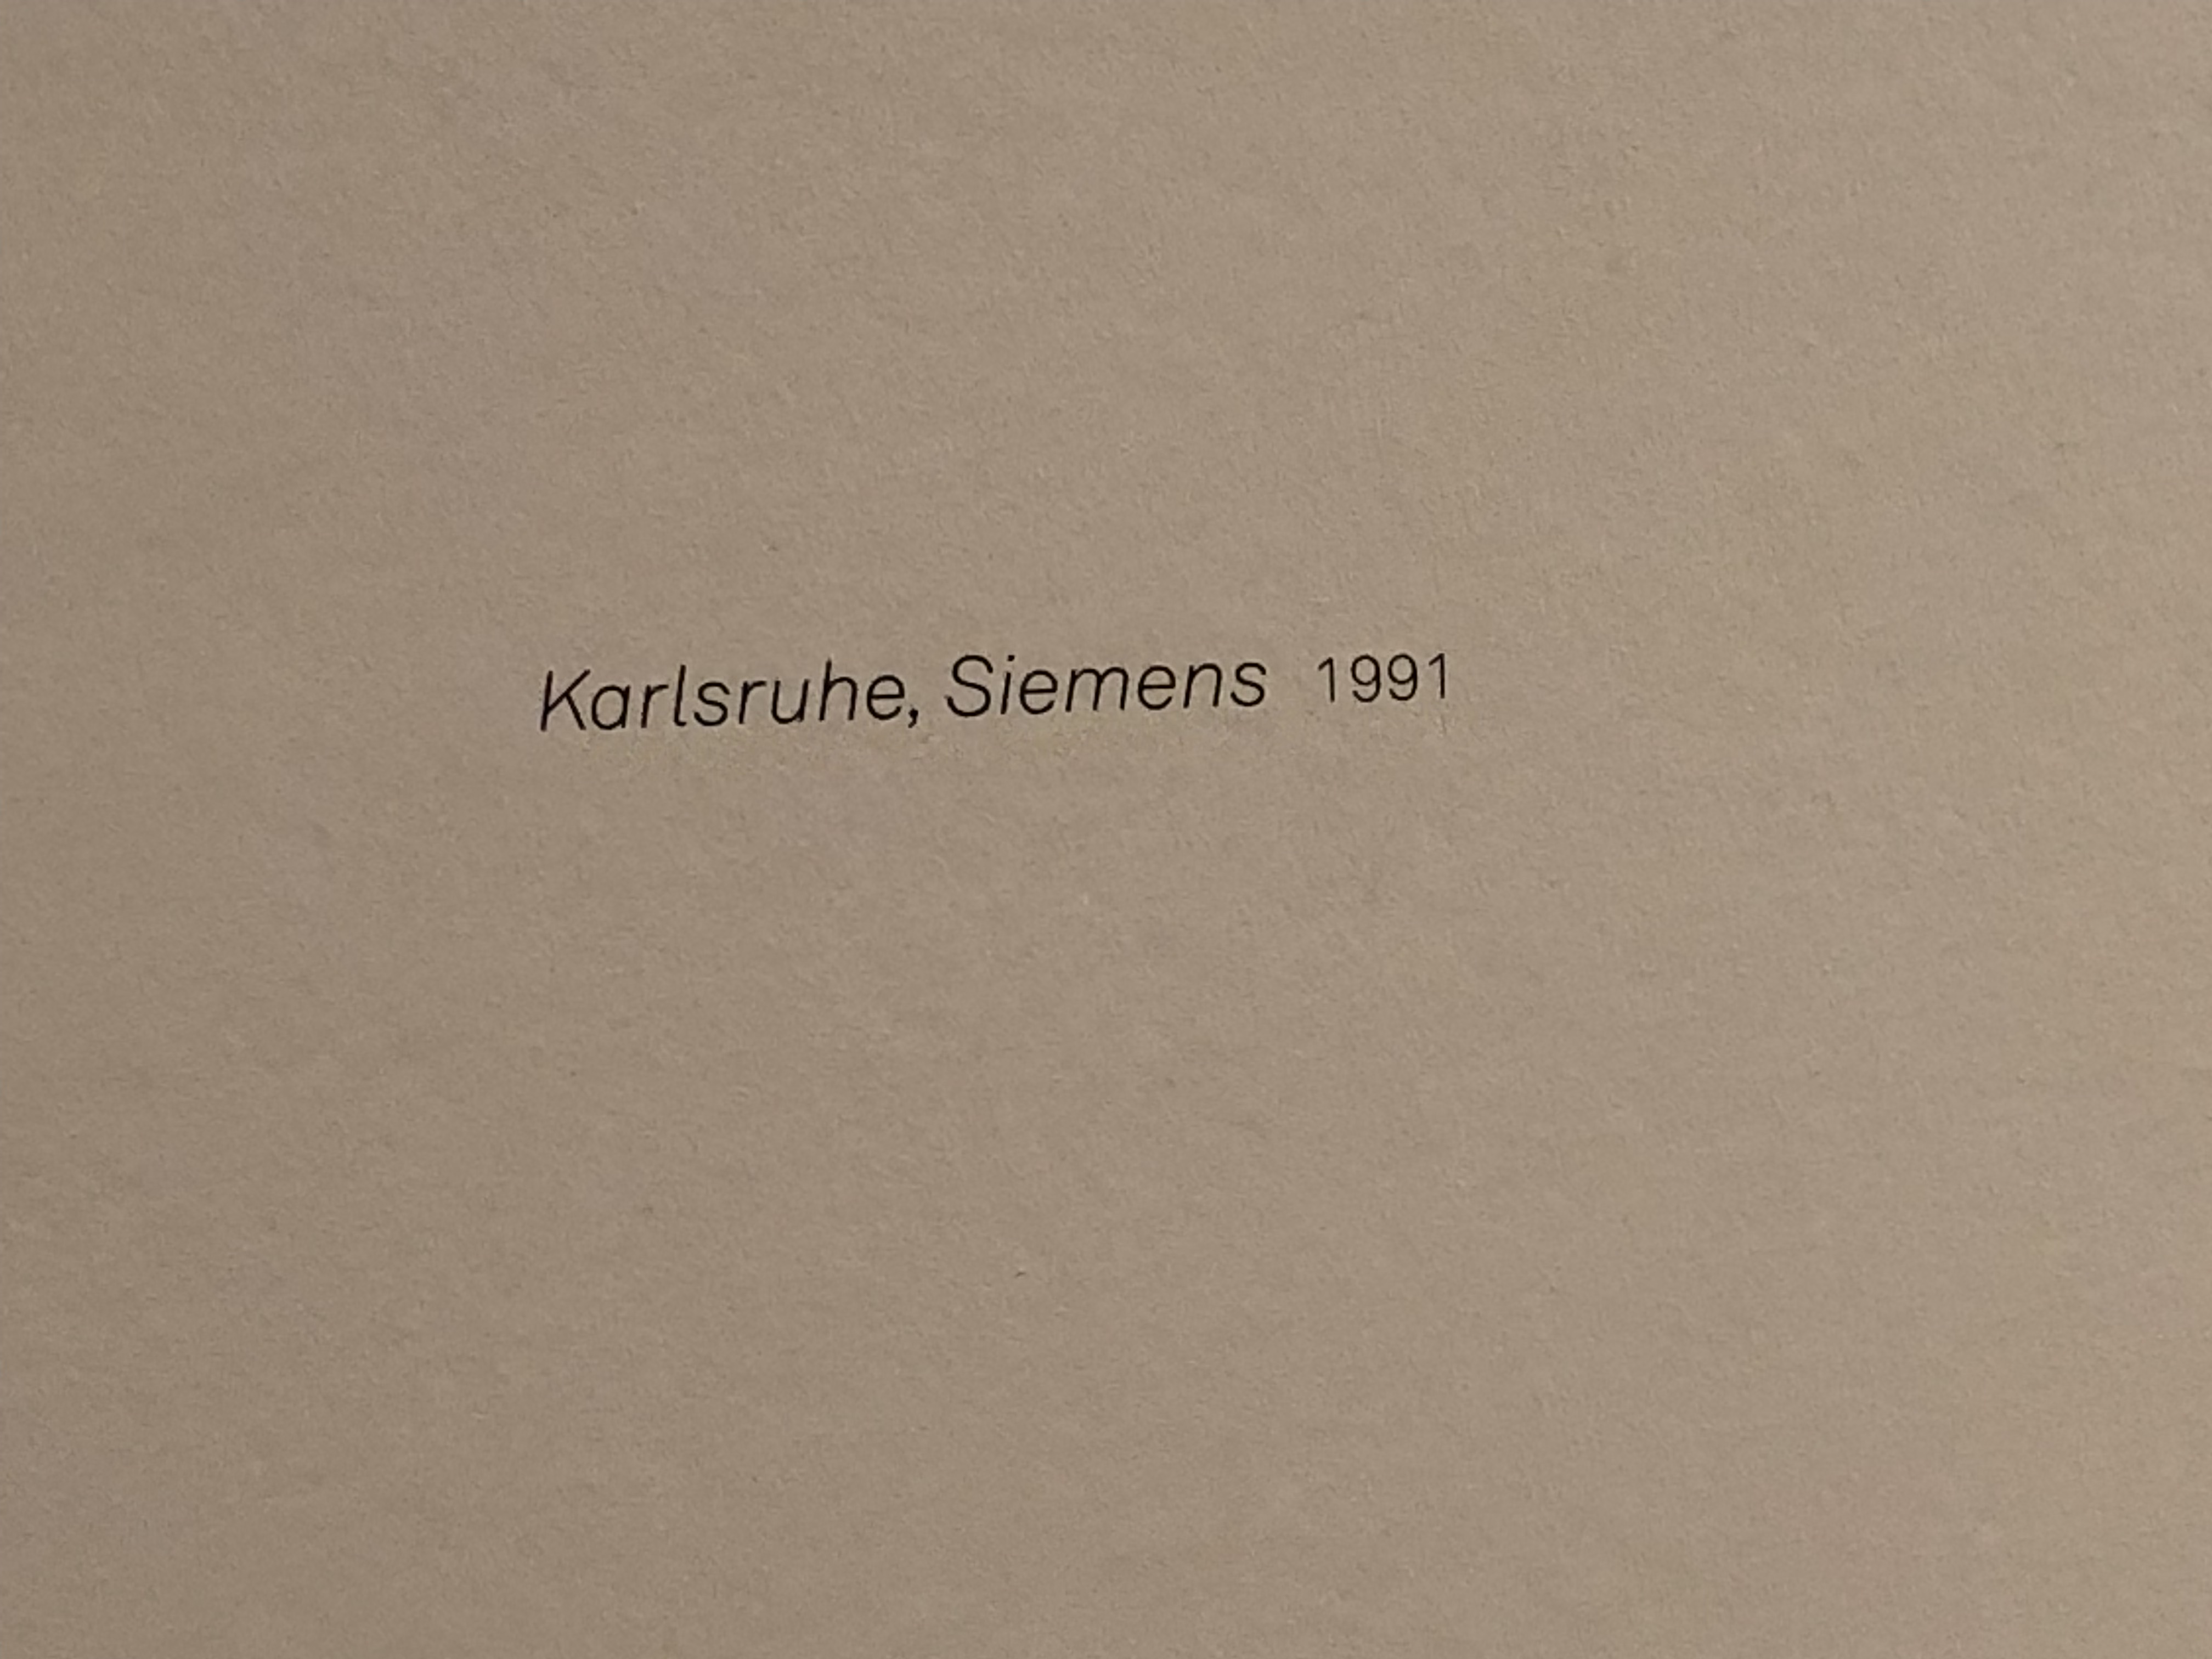 Karlsruhe, Siemens 1991